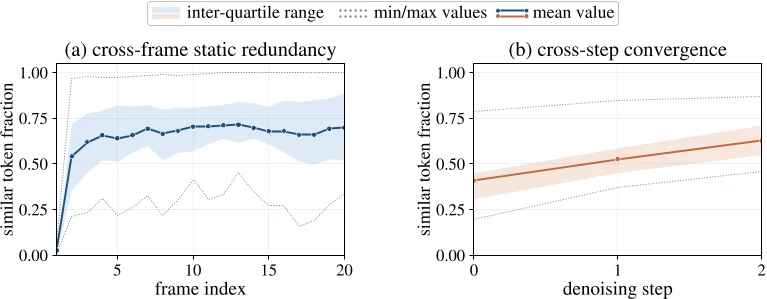 inter-quartile range min/max values mean value
(a) cross-frame static redundancy
similar token fraction
1.00
0.75
0.50
0.25
0.00
5 10 15 20
frame index
(b) cross-step convergence
similar token fraction
1.00
0.75
0.50
0.25
0.00
0 1 2
denoising step